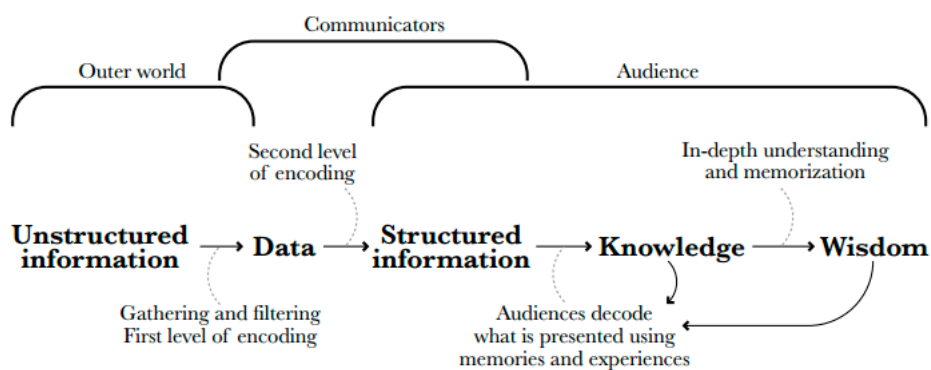 Communicators
Outer world
Audience
Second level
of encoding
In-depth understanding
and memorization
Unstructured
information
Data
Structured
information
Knowledge
Wisdom
Gathering and filtering
First level of encoding
Audiences decode
what is presented using
memories and experiences